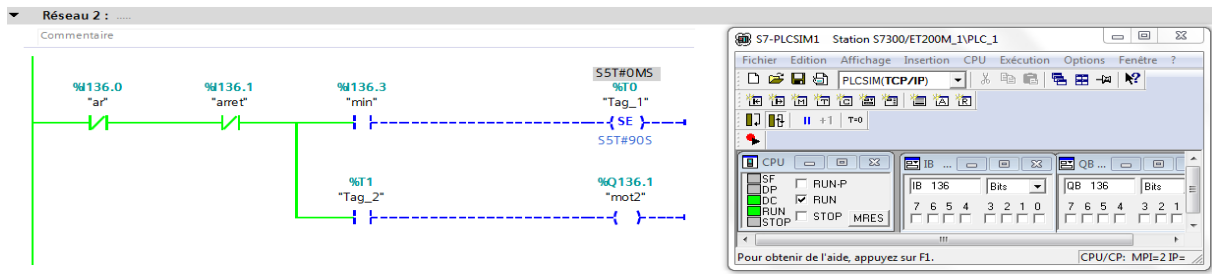 Réseau 2 : .....
Commentaire
%I136.0
"ar"
%I136.1
"arret"
%I136.3
"min"
S5T#0MS
%T0
"Tag_1"
SE
S5T#90S
%T1
"Tag_2"
%Q136.1
"mot2"
S7-PLCSIM1 Station S7300/ET200M_1\PLC_1
Fichier Edition Affichage Insertion CPU Exécution Options Fenêtre ?
PLCSIM(TCP/IP)
+1 T=0
CPU
SF
DP
DC
RUN
STOP
RUN-P
RUN
STOP
MRES
IB ...
IB 136 Bits
7 6 5 4 3 2 1 0
QB ...
QB 136 Bits
7 6 5 4 3 2 1
Pour obtenir de l'aide, appuyez sur F1.
CPU/CP: MPI=2 IP=